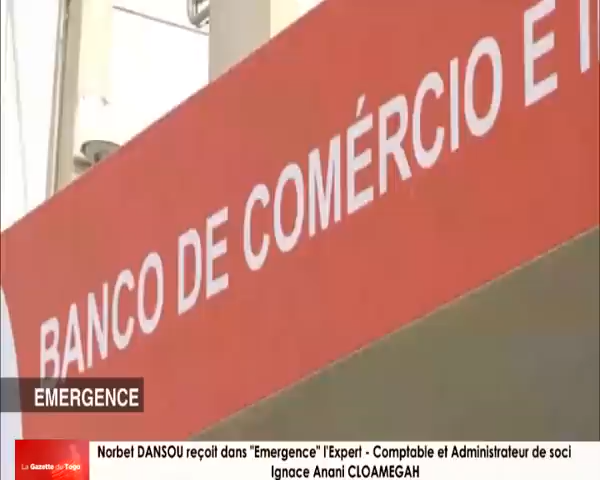 BANCO DE COMÉRCIO E
EMERGENCE
La Gazette du Togo
Norbet DANSOU reçoit dans "Emergence" l'Expert - Comptable et Administrateur de soci
Ignace Anani CLOAMEGAH